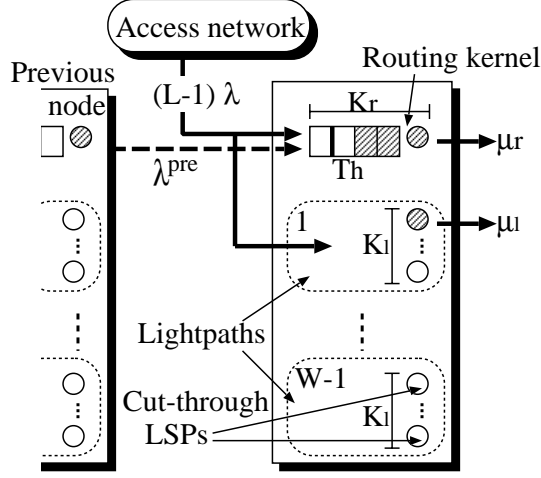 Access network
Routing kernel
Previous
node
(L-1) λ
Kr
λpre
Th
μr
1
Kl
μl
Lightpaths
W-1
Cut-through
LSPs
Kl